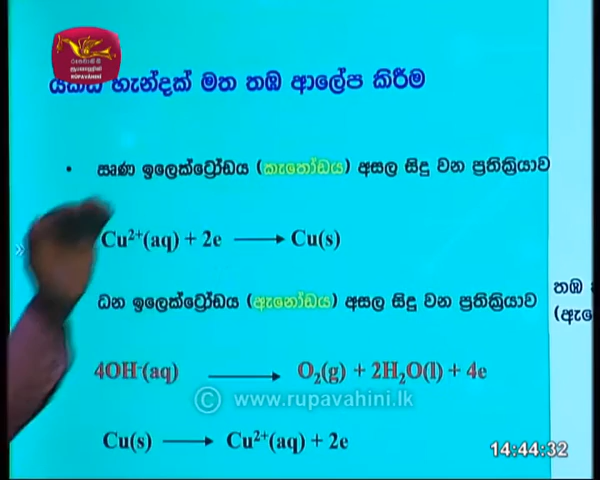 RUPAVAHINI
යකඩ හැන්දක් මත තඹ ආලේප කිරීම
• සෘණ ඉලෙක්ට්‍රෝඩය (කැතෝඩය) අසල සිදු වන ප්‍රතික්‍රියාව
Cu²⁺(aq) + 2e ⟶ Cu(s)
ධන ඉලෙක්ට්‍රෝඩය (ඇනෝඩය) අසල සිදු වන ප්‍රතික්‍රියාව
තඹ
(ඇනෝ
4OH⁻(aq) ⟶ O₂(g) + 2H₂O(l) + 4e
© www.rupavahini.lk
Cu(s) ⟶ Cu²⁺(aq) + 2e
14:44:32